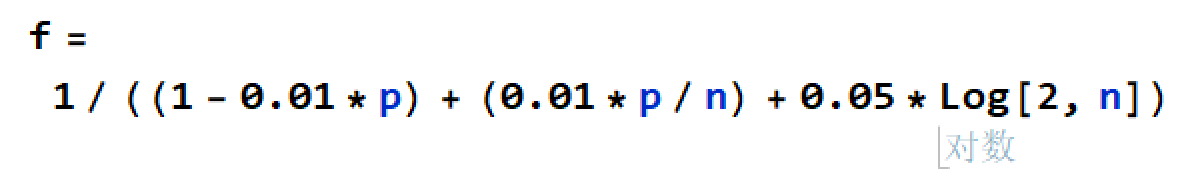 f =
1 / ((1 - 0.01 * p) + (0.01 * p / n) + 0.05 * Log[2, n])
对数